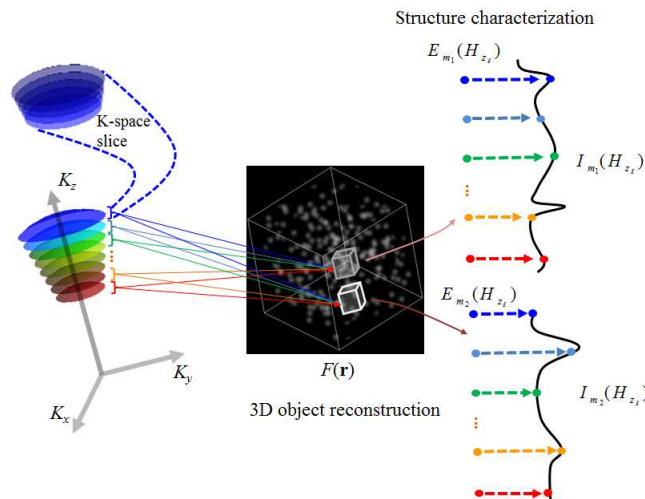 Structure characterization
E_{m_1}(H_{z_i})
K-space
slice
K_z
I_{m_1}(H_{z_i})
E_{m_2}(H_{z_i})
K_y
F(r)
K_x
3D object reconstruction
I_{m_2}(H_{z_i})